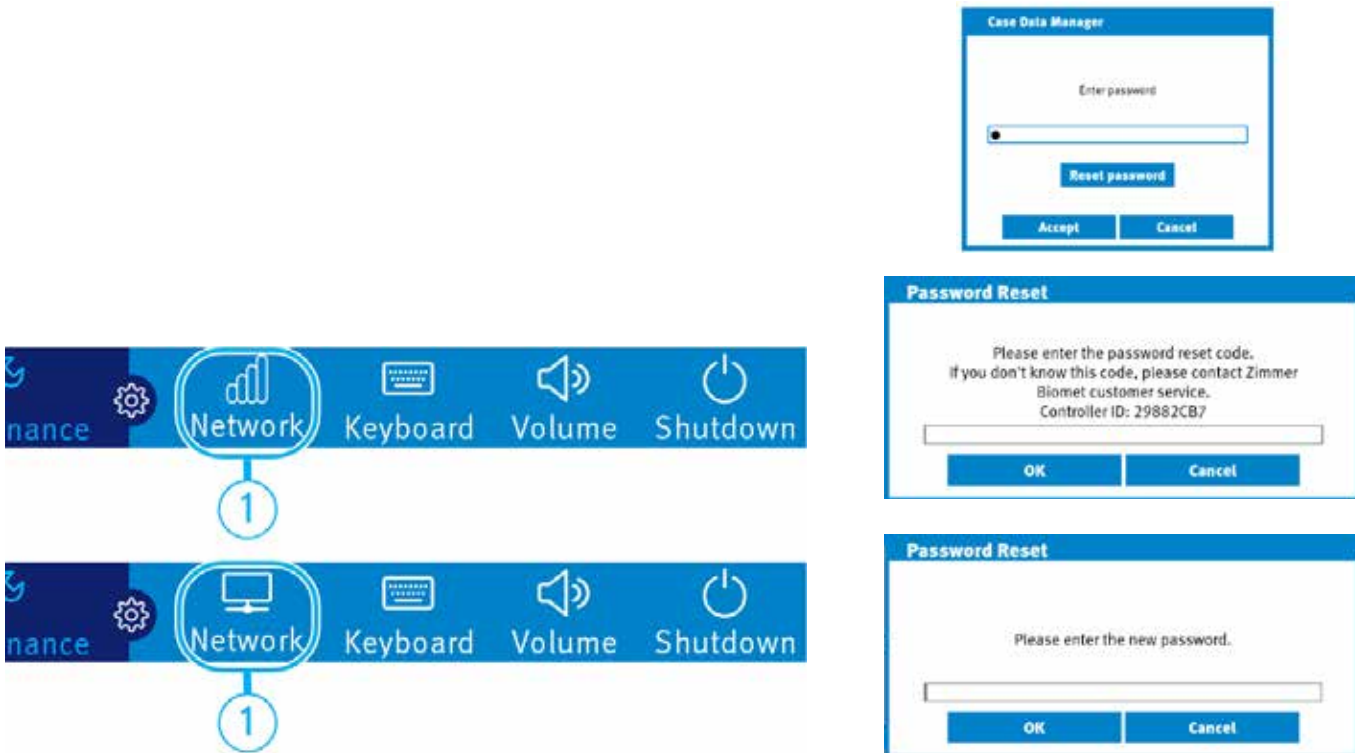 Case Data Manager
Enter password
●
Reset password
Accept Cancel
Password Reset
Please enter the password reset code.
If you don't know this code, please contact Zimmer
Biomet customer service.
Controller ID: 29882CB7
OK Cancel
nance Network Keyboard Volume Shutdown
1
Password Reset
Please enter the new password.
OK Cancel
nance Network Keyboard Volume Shutdown
1